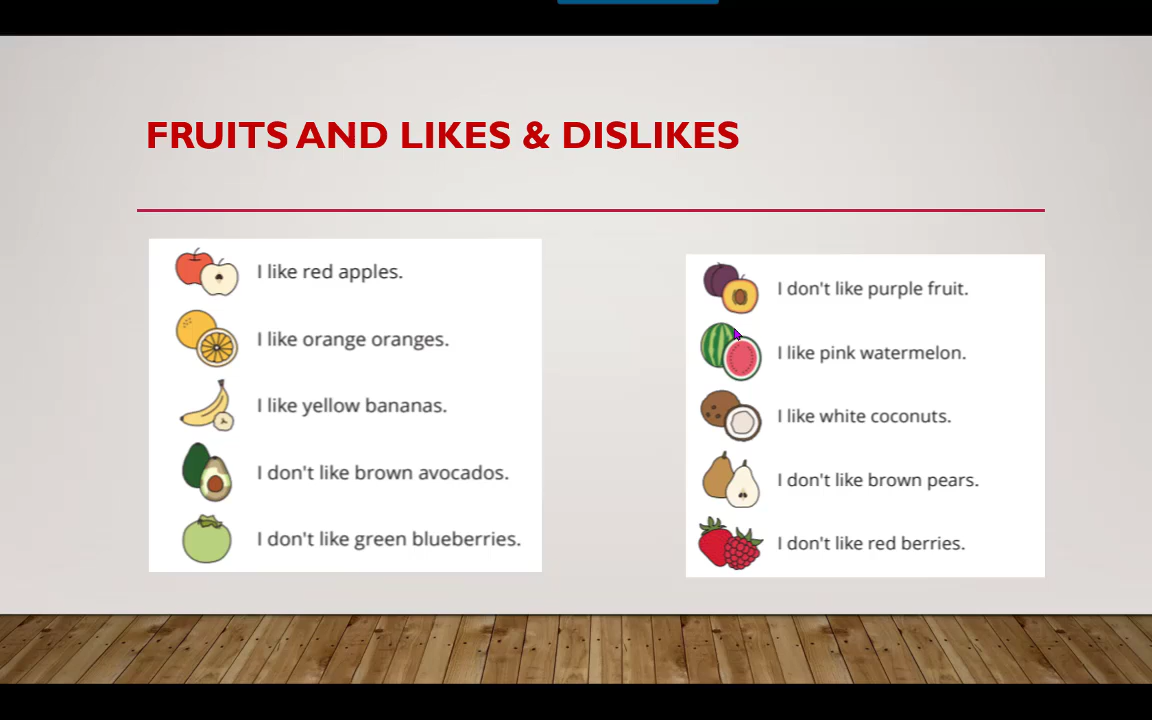 FRUITS AND LIKES & DISLIKES
I like red apples.
I like orange oranges.
I like yellow bananas.
I don't like brown avocados.
I don't like green blueberries.
I don't like purple fruit.
I like pink watermelon.
I like white coconuts.
I don't like brown pears.
I don't like red berries.